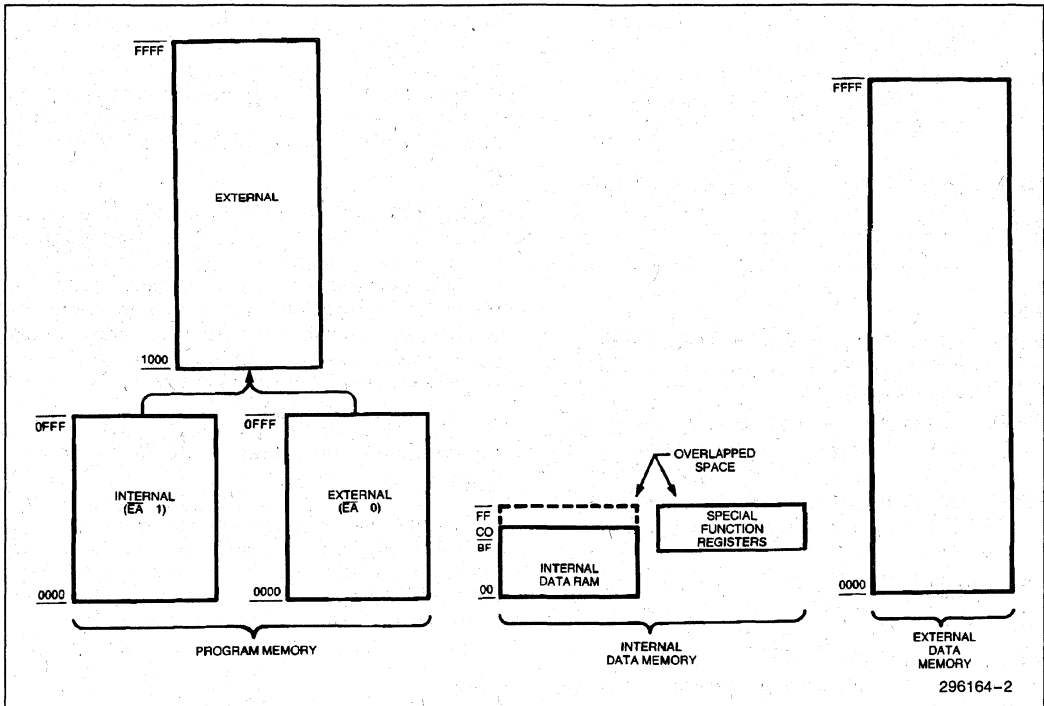 FFFF
EXTERNAL
1000
0FFF
INTERNAL
(EA 1)
0000
0FFF
EXTERNAL
(EA 0)
0000
PROGRAM MEMORY
OVERLAPPED
SPACE
FF
CO
BF
00
INTERNAL
DATA RAM
SPECIAL
FUNCTION
REGISTERS
INTERNAL
DATA MEMORY
FFFF
0000
EXTERNAL
DATA
MEMORY
296164-2